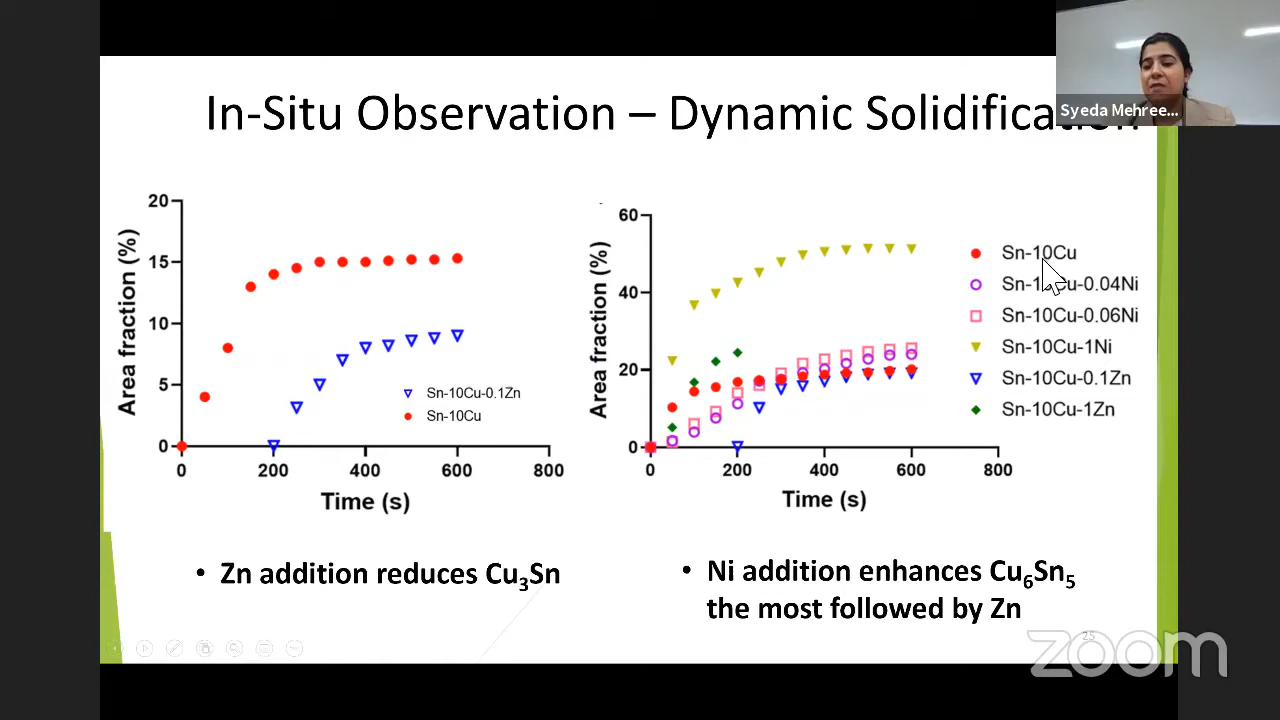 Syeda Mehree...
In-Situ Observation – Dynamic Solidification
20
15
10
5
0
Area fraction (%)
0 200 400 600 800
Time (s)
Sn-10Cu-0.1Zn
Sn-10Cu
60
40
20
0
Area fraction (%)
0 200 400 600 800
Time (s)
Sn-10Cu
Sn-10Cu-0.04Ni
Sn-10Cu-0.06Ni
Sn-10Cu-1Ni
Sn-10Cu-0.1Zn
Sn-10Cu-1Zn
• Zn addition reduces Cu₃Sn
• Ni addition enhances Cu₆Sn₅
the most followed by Zn
25
zoom